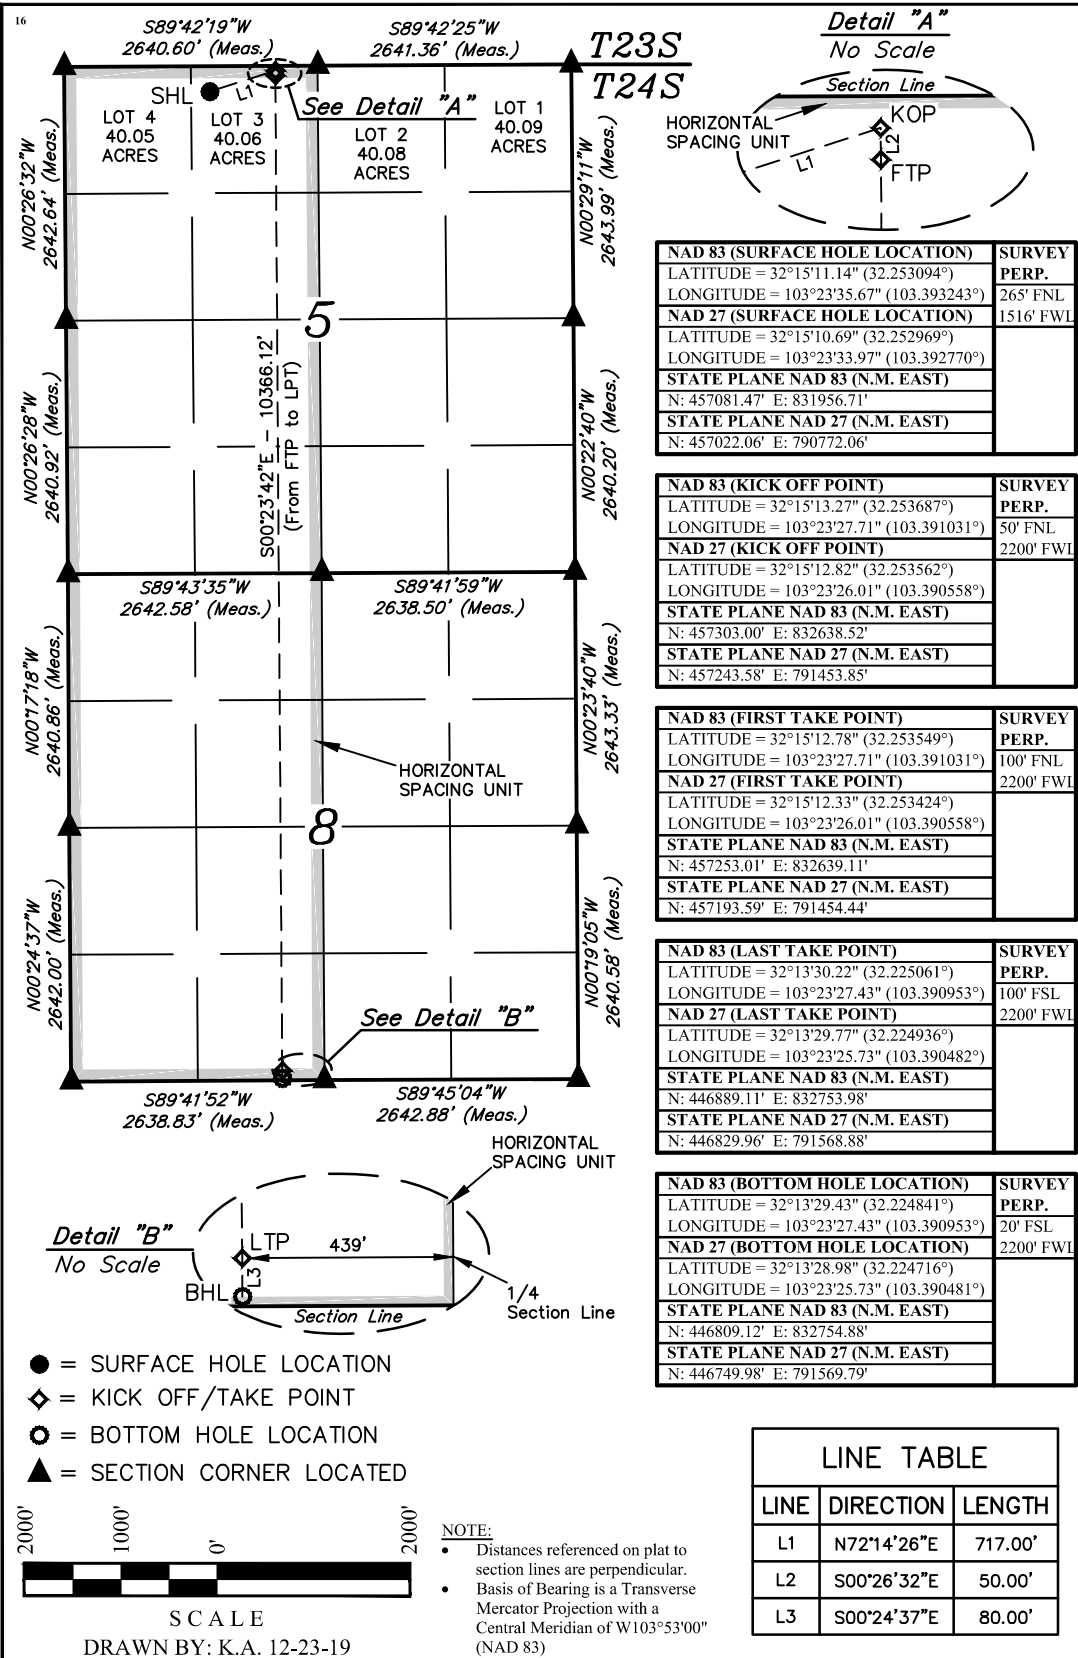 16
S89°42'19"W
2640.60' (Meas.)
S89°42'25"W
2641.36' (Meas.)
T23S
T24S
SHL
L1
See Detail "A"
LOT 4
40.05
ACRES
LOT 3
40.06
ACRES
LOT 2
40.08
ACRES
LOT 1
40.09
ACRES
N00°26'32"W
2642.64' (Meas.)
N00°29'11"W
2643.99' (Meas.)
5
S00°23'42"E – 10366.12'
(From FTP to LPT)
N00°26'28"W
2640.92' (Meas.)
N00°22'40"W
2640.20' (Meas.)
S89°43'35"W
2642.58' (Meas.)
S89°41'59"W
2638.50' (Meas.)
N00°17'18"W
2640.86' (Meas.)
N00°23'40"W
2643.33' (Meas.)
HORIZONTAL
SPACING UNIT
8
N00°24'37"W
2642.00' (Meas.)
N00°19'05"W
2640.58' (Meas.)
See Detail "B"
S89°41'52"W
2638.83' (Meas.)
S89°45'04"W
2642.88' (Meas.)
Detail "A"
No Scale
Section Line
HORIZONTAL
SPACING UNIT
KOP
L2
L1
FTP
NAD 83 (SURFACE HOLE LOCATION)
LATITUDE = 32°15'11.14" (32.253094°)
LONGITUDE = 103°23'35.67" (103.393243°)
NAD 27 (SURFACE HOLE LOCATION)
LATITUDE = 32°15'10.69" (32.252969°)
LONGITUDE = 103°23'33.97" (103.392770°)
STATE PLANE NAD 83 (N.M. EAST)
N: 457081.47' E: 831956.71'
STATE PLANE NAD 27 (N.M. EAST)
N: 457022.06' E: 790772.06'
SURVEY
PERP.
265' FNL
1516' FWL
NAD 83 (KICK OFF POINT)
LATITUDE = 32°15'13.27" (32.253687°)
LONGITUDE = 103°23'27.71" (103.391031°)
NAD 27 (KICK OFF POINT)
LATITUDE = 32°15'12.82" (32.253562°)
LONGITUDE = 103°23'26.01" (103.390558°)
STATE PLANE NAD 83 (N.M. EAST)
N: 457303.00' E: 832638.52'
STATE PLANE NAD 27 (N.M. EAST)
N: 457243.58' E: 791453.85'
SURVEY
PERP.
50' FNL
2200' FWL
NAD 83 (FIRST TAKE POINT)
LATITUDE = 32°15'12.78" (32.253549°)
LONGITUDE = 103°23'27.71" (103.391031°)
NAD 27 (FIRST TAKE POINT)
LATITUDE = 32°15'12.33" (32.253424°)
LONGITUDE = 103°23'26.01" (103.390558°)
STATE PLANE NAD 83 (N.M. EAST)
N: 457253.01' E: 832639.11'
STATE PLANE NAD 27 (N.M. EAST)
N: 457193.59' E: 791454.44'
SURVEY
PERP.
100' FNL
2200' FWL
NAD 83 (LAST TAKE POINT)
LATITUDE = 32°13'30.22" (32.225061°)
LONGITUDE = 103°23'27.43" (103.390953°)
NAD 27 (LAST TAKE POINT)
LATITUDE = 32°13'29.77" (32.224936°)
LONGITUDE = 103°23'25.73" (103.390482°)
STATE PLANE NAD 83 (N.M. EAST)
N: 446889.11' E: 832753.98'
STATE PLANE NAD 27 (N.M. EAST)
N: 446829.96' E: 791568.88'
SURVEY
PERP.
100' FSL
2200' FWL
NAD 83 (BOTTOM HOLE LOCATION)
LATITUDE = 32°13'29.43" (32.224841°)
LONGITUDE = 103°23'27.43" (103.390953°)
NAD 27 (BOTTOM HOLE LOCATION)
LATITUDE = 32°13'28.98" (32.224716°)
LONGITUDE = 103°23'25.73" (103.390481°)
STATE PLANE NAD 83 (N.M. EAST)
N: 446809.12' E: 832754.88'
STATE PLANE NAD 27 (N.M. EAST)
N: 446749.98' E: 791569.79'
SURVEY
PERP.
20' FSL
2200' FWL
HORIZONTAL
SPACING UNIT
Detail "B"
No Scale
LTP
439'
L3
BHL
Section Line
1/4
Section Line
= SURFACE HOLE LOCATION
= KICK OFF/TAKE POINT
= BOTTOM HOLE LOCATION
= SECTION CORNER LOCATED
2000' 1000' 0' 2000'
SCALE
DRAWN BY: K.A. 12-23-19
NOTE:
• Distances referenced on plat to
section lines are perpendicular.
• Basis of Bearing is a Transverse
Mercator Projection with a
Central Meridian of W103°53'00"
(NAD 83)
LINE TABLE
LINE DIRECTION LENGTH
L1 N72°14'26"E 717.00'
L2 S00°26'32"E 50.00'
L3 S00°24'37"E 80.00'